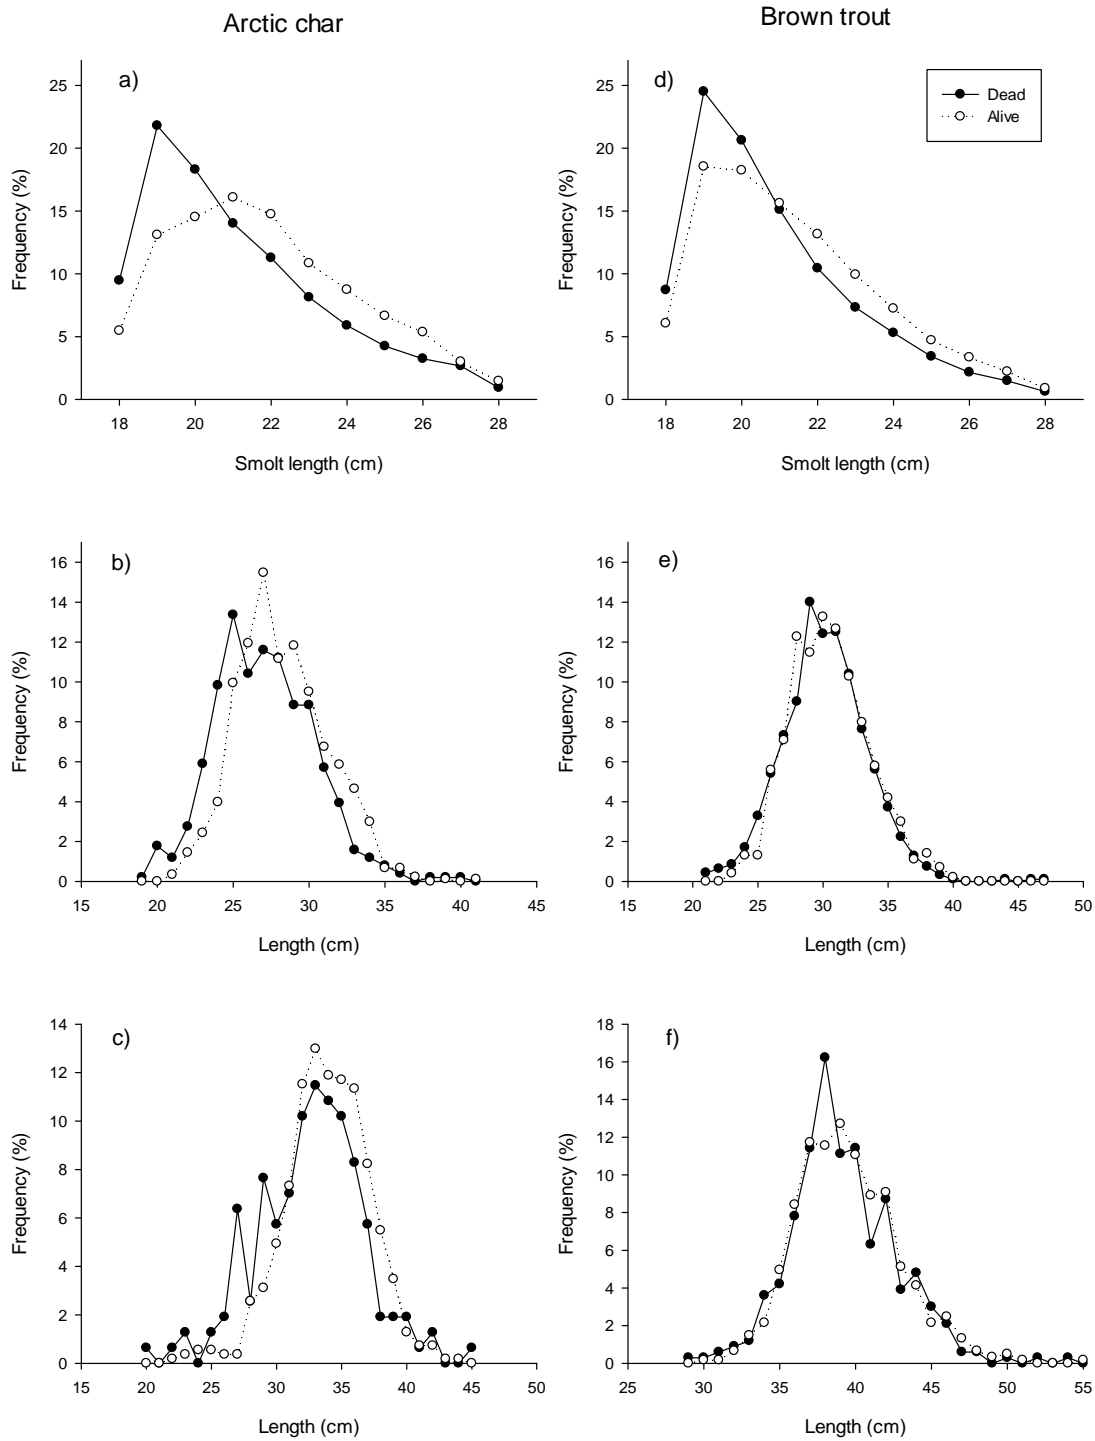 Arctic char
Brown trout
a)
25
20
15
10
5
0
Frequency (%)
18 20 22 24 26 28
Smolt length (cm)
d)
Dead
Alive
25
20
15
10
5
0
Frequency (%)
18 20 22 24 26 28
Smolt length (cm)
b)
16
14
12
10
8
6
4
2
0
Frequency (%)
15 20 25 30 35 40 45
Length (cm)
e)
16
14
12
10
8
6
4
2
0
Frequency (%)
15 20 25 30 35 40 45 50
Length (cm)
c)
14
12
10
8
6
4
2
0
Frequency (%)
15 20 25 30 35 40 45 50
Length (cm)
f)
18
16
14
12
10
8
6
4
2
0
Frequency (%)
25 30 35 40 45 50 55
Length (cm)